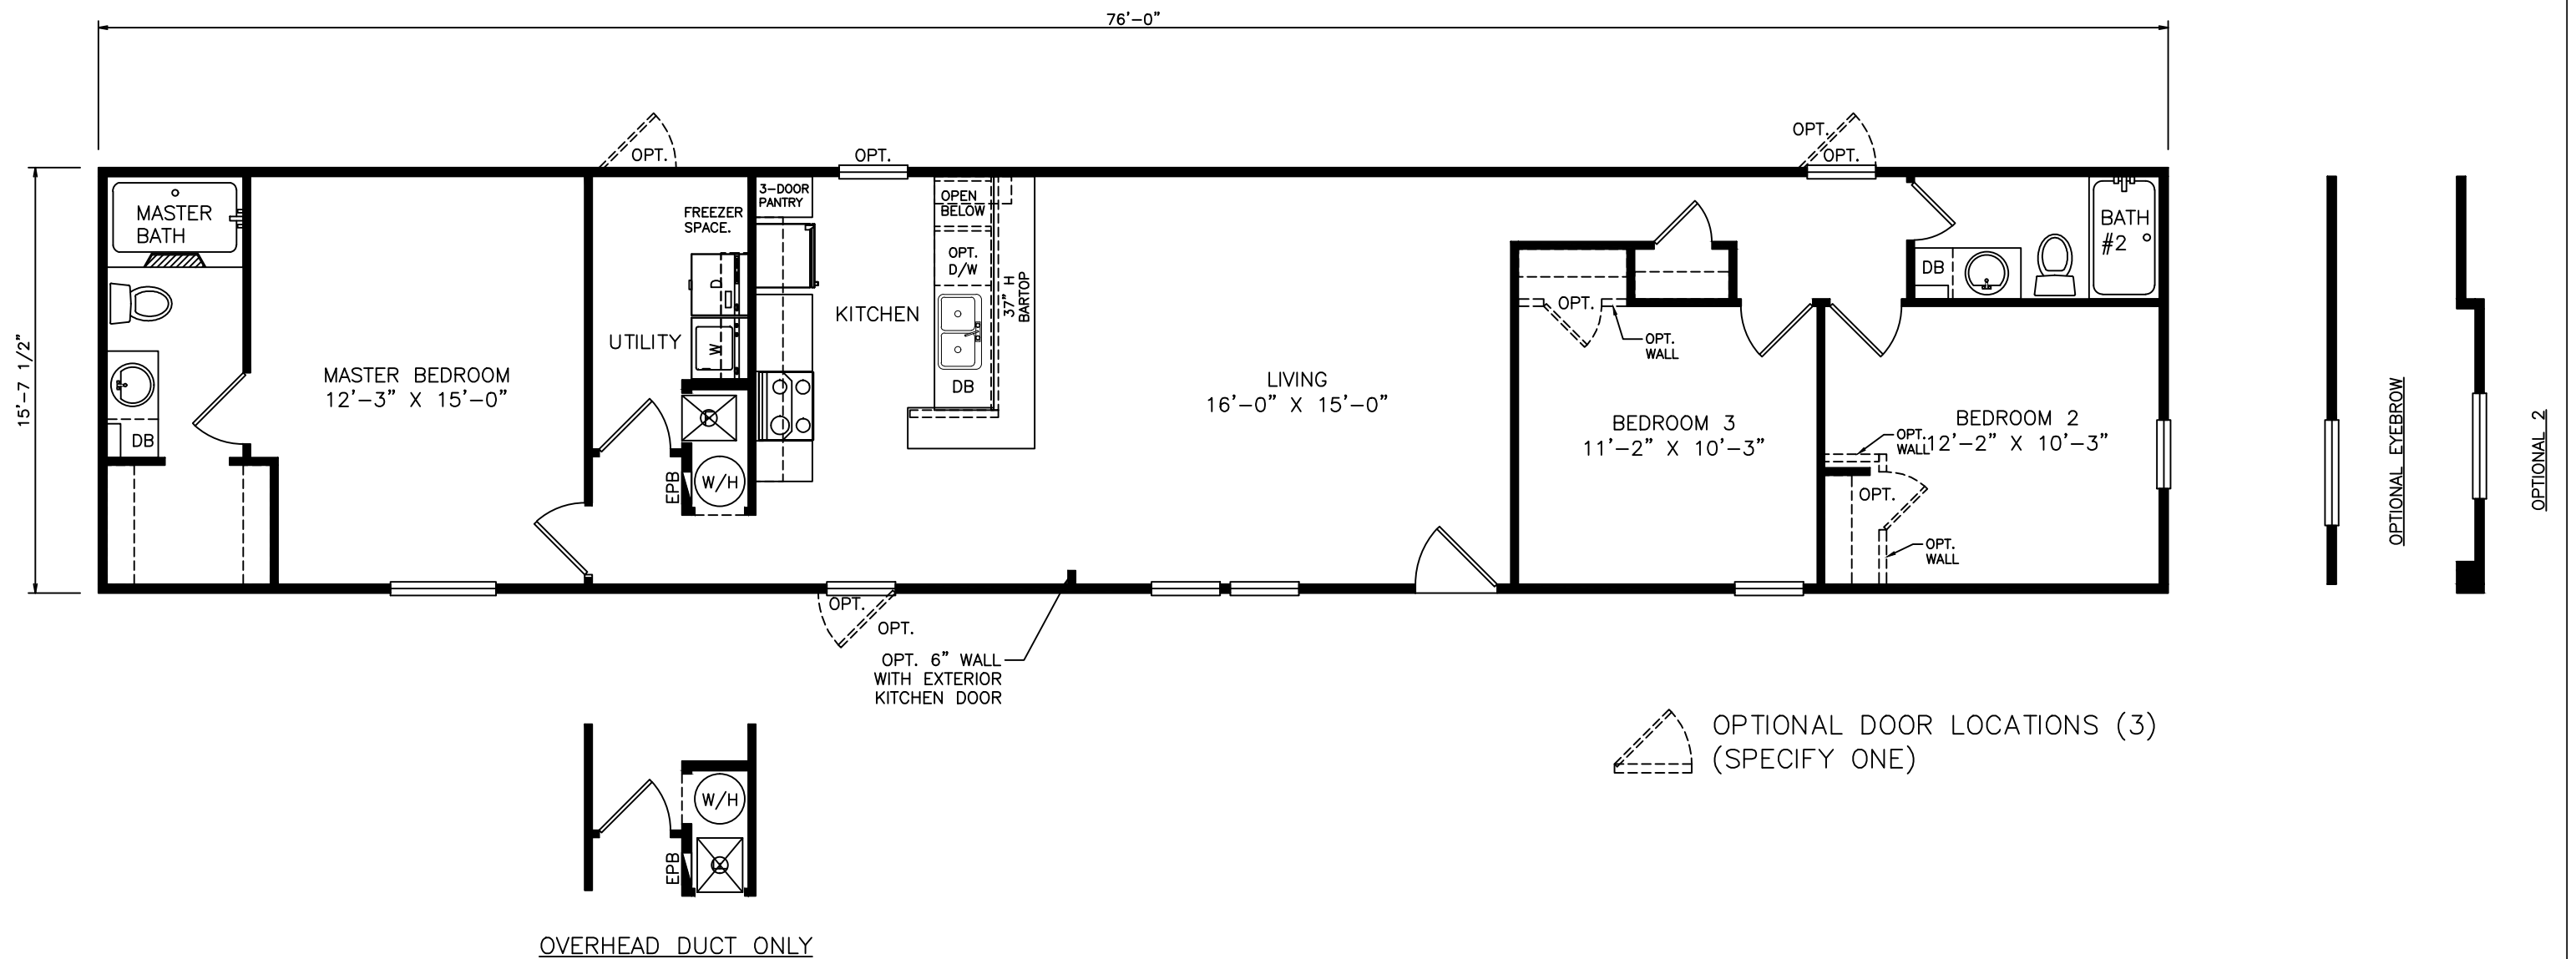 76'-0"
15'-7 1/2"
OPT.
OPT.
OPT.
OPT.
MASTER
BATH
DB
MASTER BEDROOM
12'-3" X 15'-0"
FREEZER
SPACE.
D
W
UTILITY
EPB
W/H
3-DOOR
PANTRY
KITCHEN
OPEN
BELOW
OPT.
D/W
DB
37" H
BARTOP
LIVING
16'-0" X 15'-0"
OPT.
OPT.
WALL
BEDROOM 3
11'-2" X 10'-3"
DB
BATH
#2
BEDROOM 2
12'-2" X 10'-3"
OPT.
WALL
OPT.
OPT.
WALL
OPT.
OPT.
OPT. 6" WALL
WITH EXTERIOR
KITCHEN DOOR
OPTIONAL EYEBROW
OPTIONAL 2
OPTIONAL DOOR LOCATIONS (3)
(SPECIFY ONE)
W/H
EPB
OVERHEAD DUCT ONLY